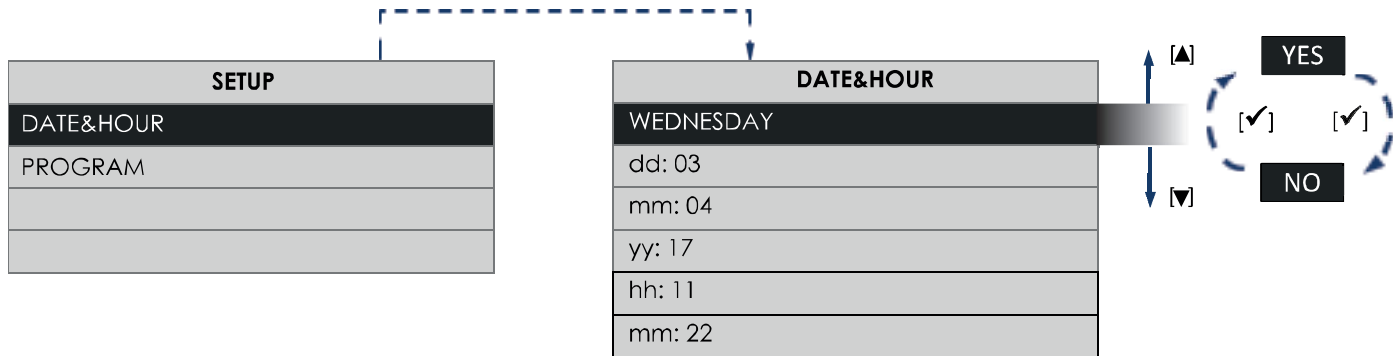 SETUP
DATE&HOUR
PROGRAM
DATE&HOUR
WEDNESDAY
dd: 03
mm: 04
yy: 17
hh: 11
mm: 22
[▲]
[▼]
YES
[✔] [✔]
NO